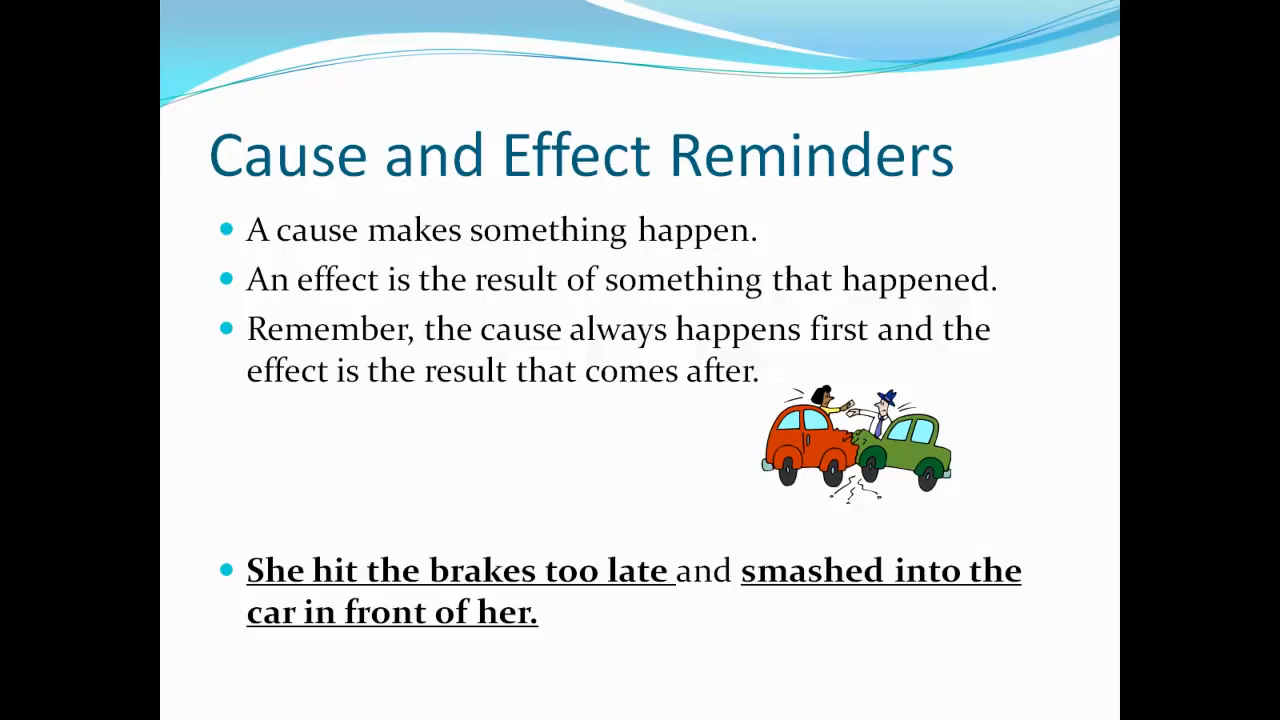 Cause and Effect Reminders
• A cause makes something happen.
• An effect is the result of something that happened.
• Remember, the cause always happens first and the
effect is the result that comes after.
• She hit the brakes too late and smashed into the
car in front of her.